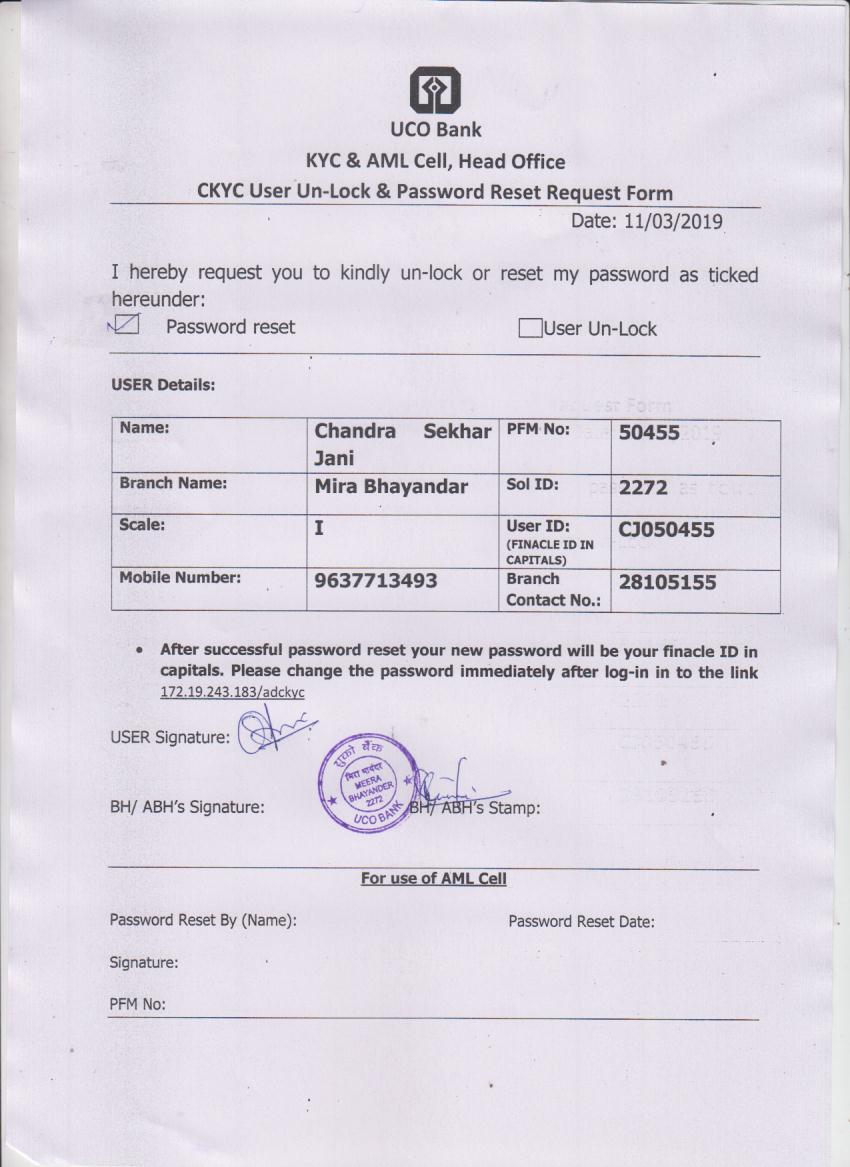 UCO Bank
KYC & AML Cell, Head Office
CKYC User Un-Lock & Password Reset Request Form
Date: 11/03/2019
I hereby request you to kindly un-lock or reset my password as ticked
hereunder:
Password reset User Un-Lock
USER Details:
Name: Chandra Sekhar Jani PFM No: 50455
Branch Name: Mira Bhayandar Sol ID: 2272
Scale: I User ID: (FINACLE ID IN CAPITALS) CJ050455
Mobile Number: 9637713493 Branch Contact No.: 28105155
• After successful password reset your new password will be your finacle ID in
capitals. Please change the password immediately after log-in in to the link
172.19.243.183/adckyc
USER Signature:
युको बैंक
मिरा भायंदर
MEERA
BHAYANDER
2272
UCO BANK
BH/ ABH's Signature: BH/ ABH's Stamp:
For use of AML Cell
Password Reset By (Name): Password Reset Date:
Signature:
PFM No: